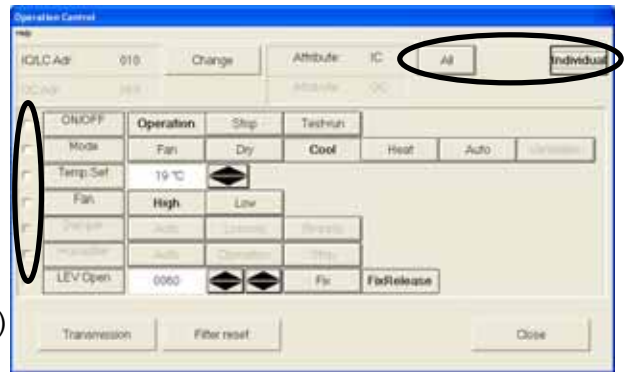 Operation Control
Help
IC/LC Adr 010 Change Attribute IC All Individual
OC Adr Attribute OC
ON/OFF Operation Stop Testrun
Mode Fan Dry Cool Heat Auto
Temp.Set 19 °C
Fan High Low
Auto
Auto Operation Stop
LEV Open 0060 Fix FixRelease
)
Transmission Filter reset Close